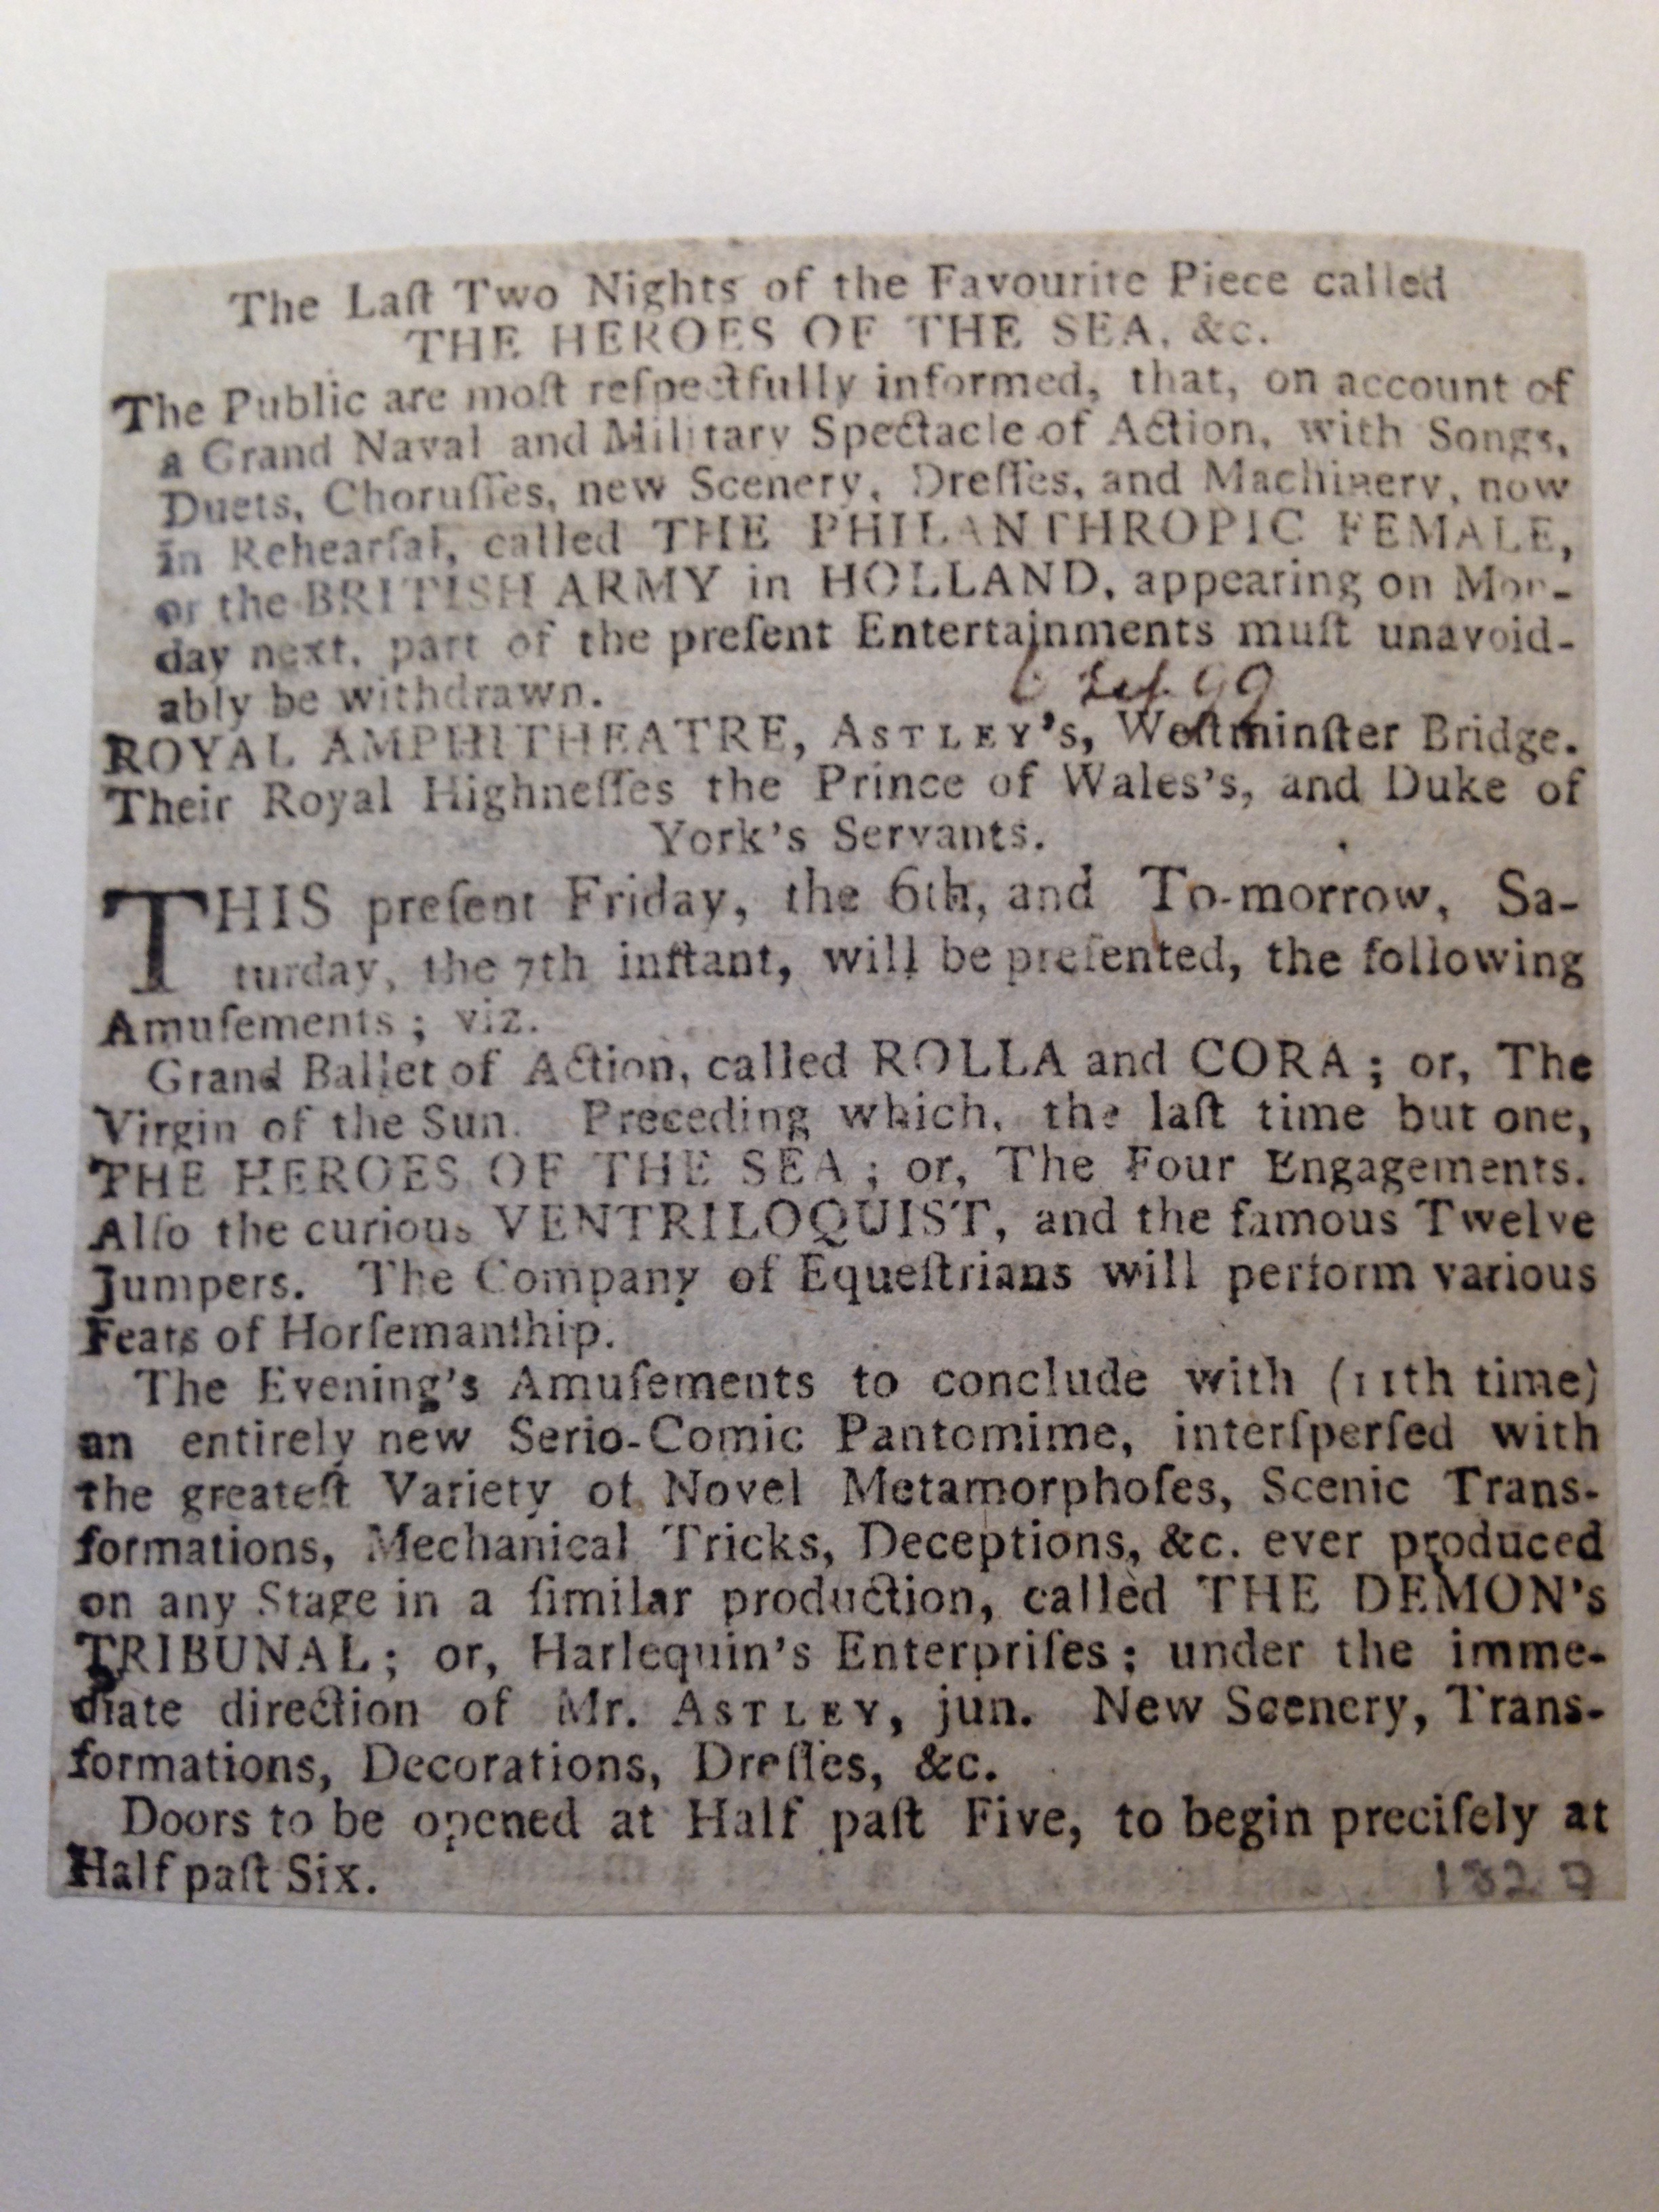 The Laſt Two Nights of the Favourite Piece called
THE HEROES OF THE SEA, &c.
The Public are moſt reſpectfully informed, that, on account of
a Grand Naval and Military Spectacle of Action, with Songs,
Duets, Choruſſes, new Scenery, Dreſſes, and Machinery, now
in Rehearſal, called THE PHILANTHROPIC FEMALE,
or the BRITISH ARMY in HOLLAND, appearing on Mon-
day next, part of the preſent Entertainments muſt unavoid-
ably be withdrawn.
6 Sep. 99
ROYAL AMPHITHEATRE, ASTLEY's, Weſtminſter Bridge.
Their Royal Highneſſes the Prince of Wales's, and Duke of
York's Servants.
THIS preſent Friday, the 6th, and To-morrow, Sa-
turday, the 7th inſtant, will be preſented, the following
Amuſements; viz.
Grand Ballet of Action, called ROLLA and CORA; or, The
Virgin of the Sun. Preceding which, the laſt time but one,
THE HEROES OF THE SEA; or, The Four Engagements.
Alſo the curious VENTRILOQUIST, and the famous Twelve
Jumpers. The Company of Equeſtrians will perform various
Feats of Horſemanſhip.
The Evening's Amuſements to conclude with (11th time)
an entirely new Serio-Comic Pantomime, interſperſed with
the greateſt Variety of Novel Metamorphoſes, Scenic Trans-
formations, Mechanical Tricks, Deceptions, &c. ever produced
on any Stage in a ſimilar production, called THE DEMON's
TRIBUNAL; or, Harlequin's Enterpriſes; under the imme-
diate direction of Mr. ASTLEY, jun. New Scenery, Trans-
formations, Decorations, Dreſſes, &c.
Doors to be opened at Half paſt Five, to begin preciſely at
Half paſt Six.